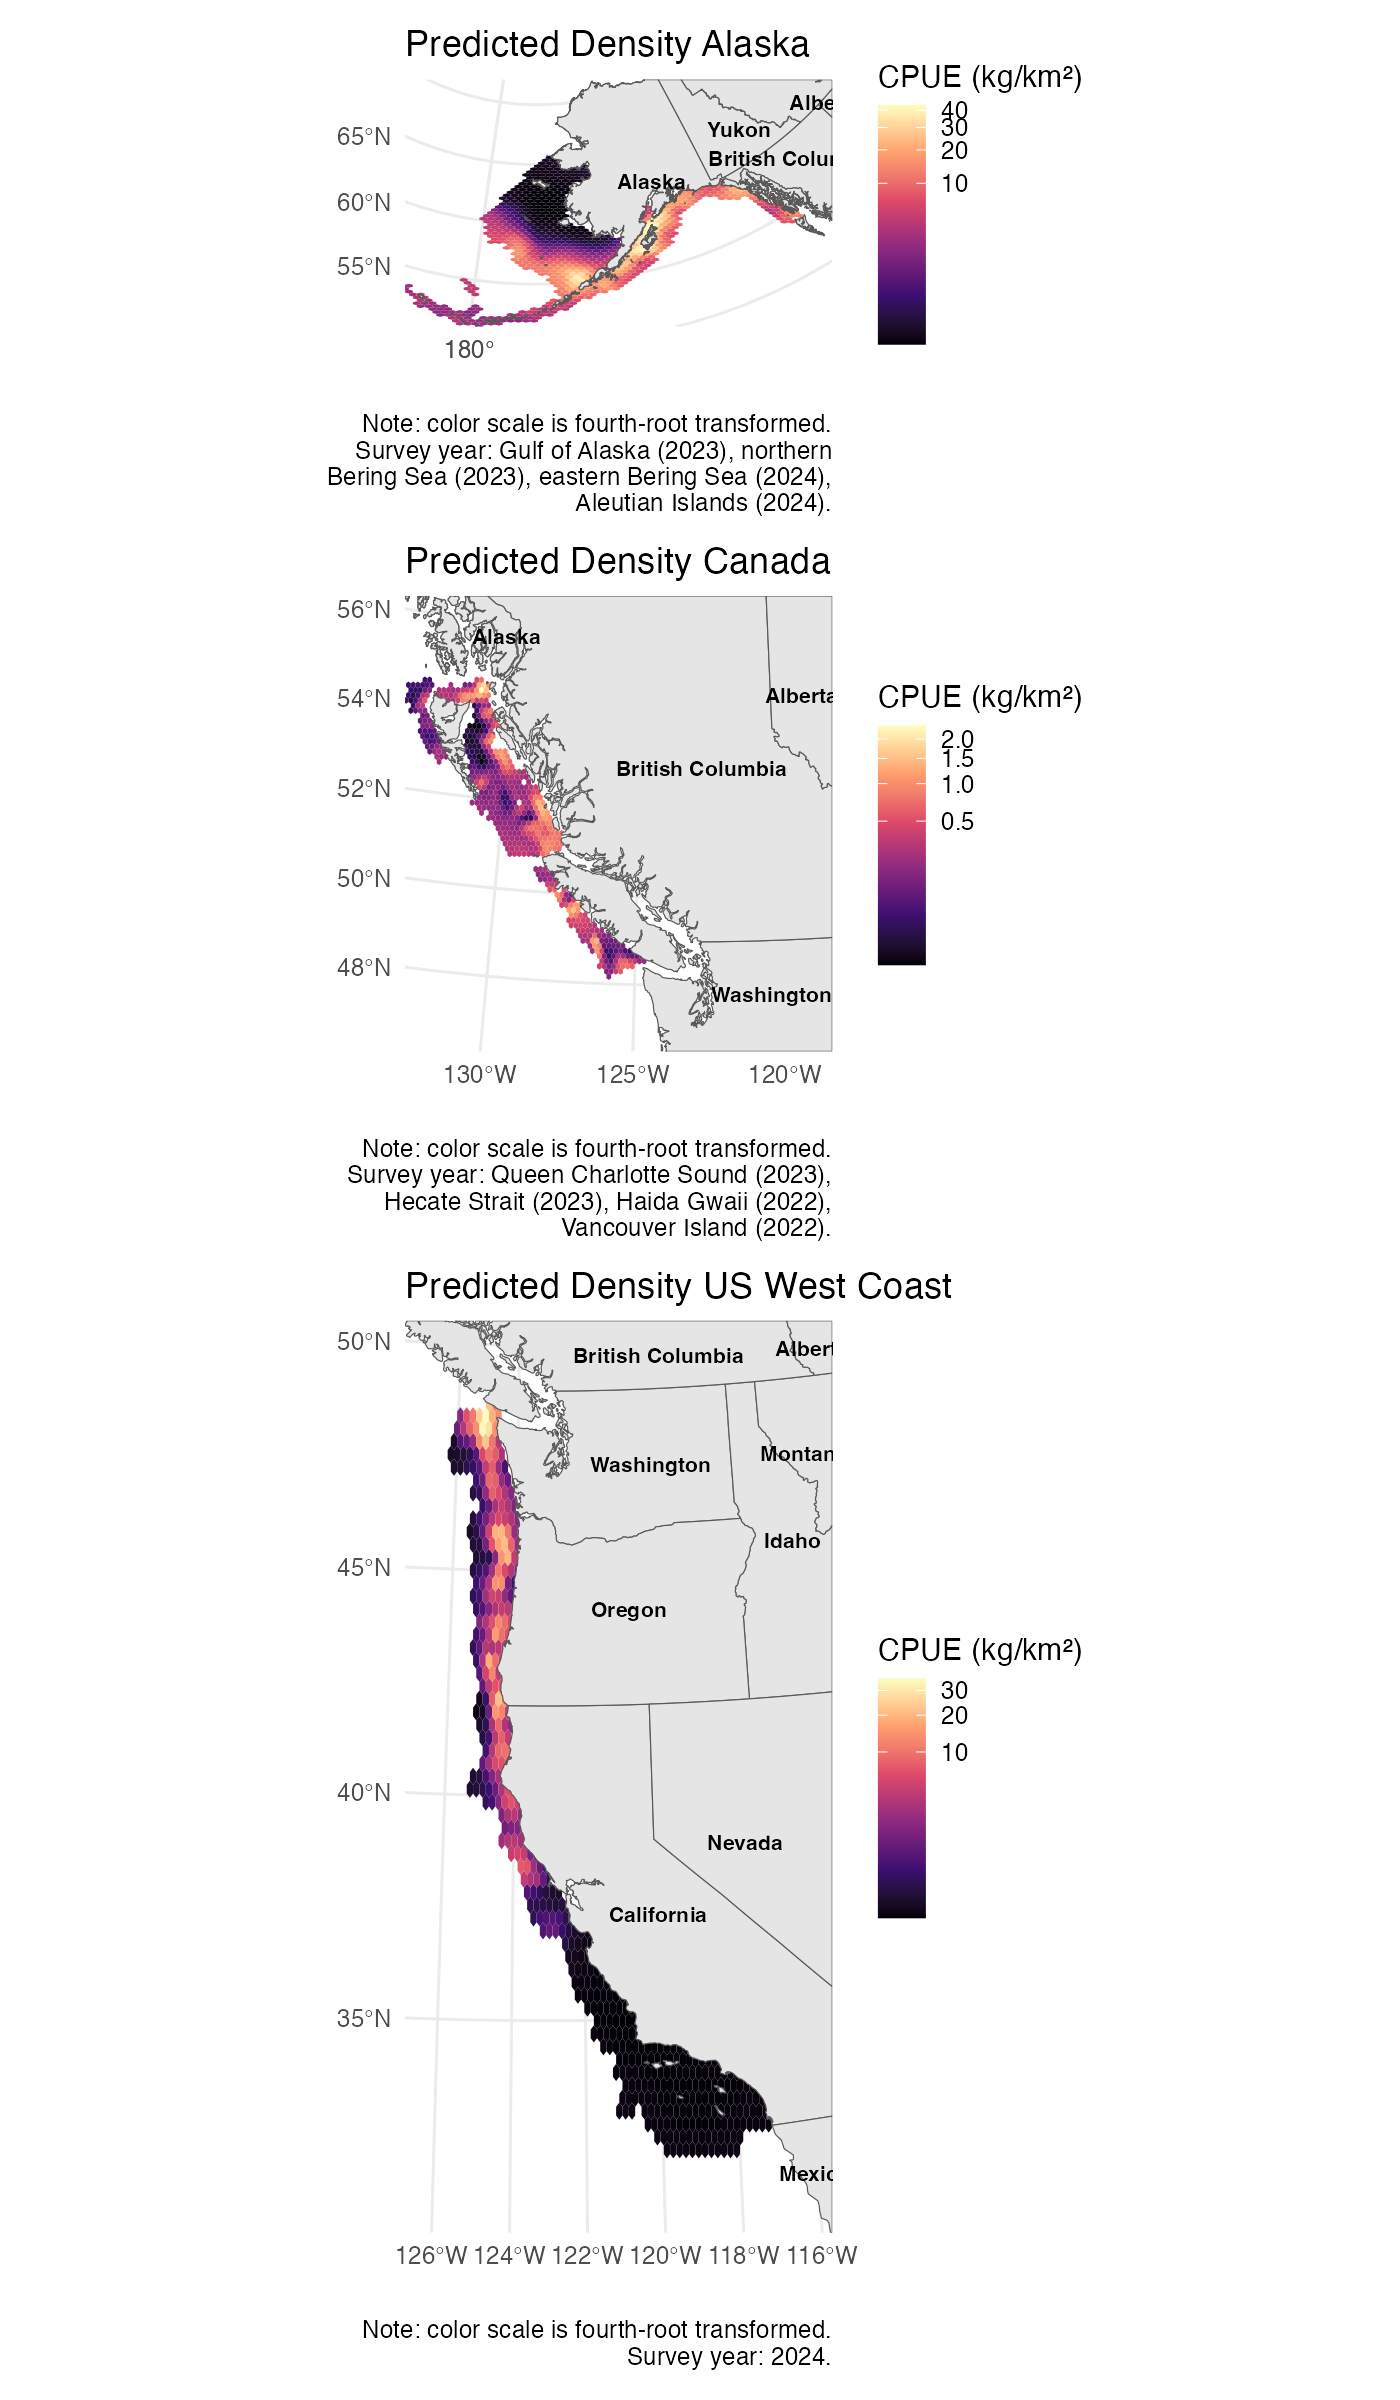 Predicted Density Alaska
CPUE (kg/km²)
40
30
20
10
65°N
60°N
55°N
180°
Albe
Yukon
British Colur
Alaska
Note: color scale is fourth-root transformed.
Survey year: Gulf of Alaska (2023), northern
Bering Sea (2023), eastern Bering Sea (2024),
Aleutian Islands (2024).
Predicted Density Canada
56°N
54°N
52°N
50°N
48°N
130°W 125°W 120°W
Alaska
Alberta
British Columbia
Washington
CPUE (kg/km²)
2.0
1.5
1.0
0.5
Note: color scale is fourth-root transformed.
Survey year: Queen Charlotte Sound (2023),
Hecate Strait (2023), Haida Gwaii (2022),
Vancouver Island (2022).
Predicted Density US West Coast
50°N
45°N
40°N
35°N
126°W 124°W 122°W 120°W 118°W 116°W
British Columbia
Albert
Washington
Montan
Idaho
Oregon
Nevada
California
Mexic
CPUE (kg/km²)
30
20
10
Note: color scale is fourth-root transformed.
Survey year: 2024.